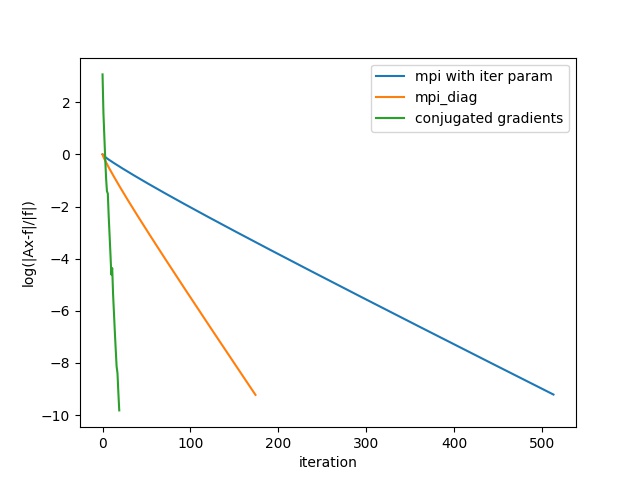 mpi with iter param
mpi_diag
conjugated gradients
2
0
−2
−4
−6
−8
−10
log(|Ax-f|/|f|)
0 100 200 300 400 500
iteration